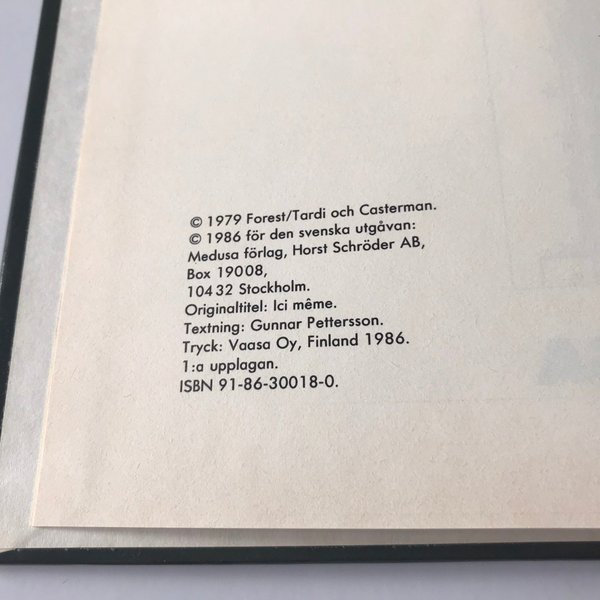 © 1979 Forest/Tardi och Casterman.
© 1986 för den svenska utgåvan:
Medusa förlag, Horst Schröder AB,
Box 19008,
104 32 Stockholm.
Originaltitel: Ici même.
Textning: Gunnar Pettersson.
Tryck: Vaasa Oy, Finland 1986.
1:a upplagan.
ISBN 91-86-30018-0.